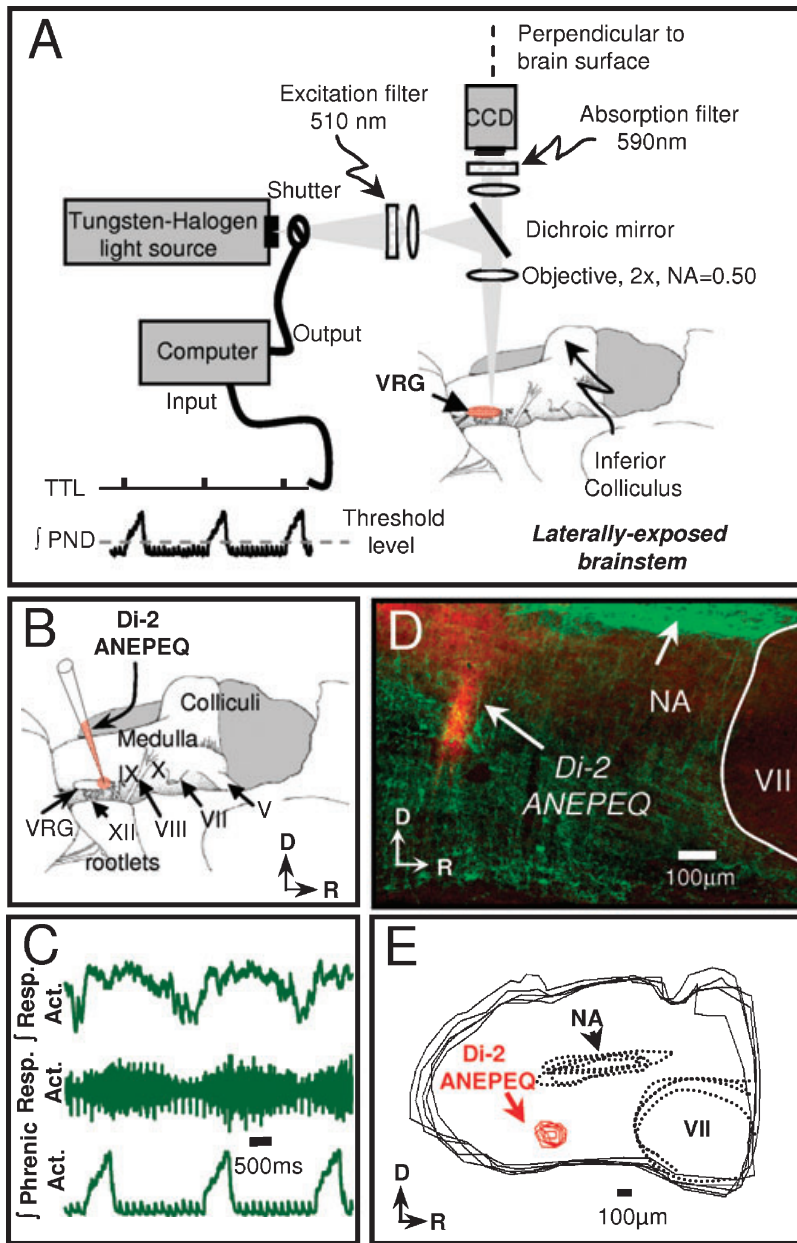 A
Perpendicular to
brain surface
Excitation filter
510 nm
CCD
Absorption filter
590nm
Shutter
Tungsten-Halogen
light source
Dichroic mirror
Objective, 2x, NA=0.50
Output
Computer
Input
VRG
Inferior
Colliculus
TTL
∫ PND
Threshold
level
Laterally-exposed
brainstem
B
Di-2
ANEPEQ
Colliculi
Medulla
IX
X
VRG
XII
VIII
VII
V
rootlets
D
R
D
NA
Di-2
ANEPEQ
VII
D
R
100µm
C
∫ Resp.
Act.
Resp.
Act.
500ms
∫ Phrenic
Act.
E
NA
Di-2
ANEPEQ
VII
D
R
100µm